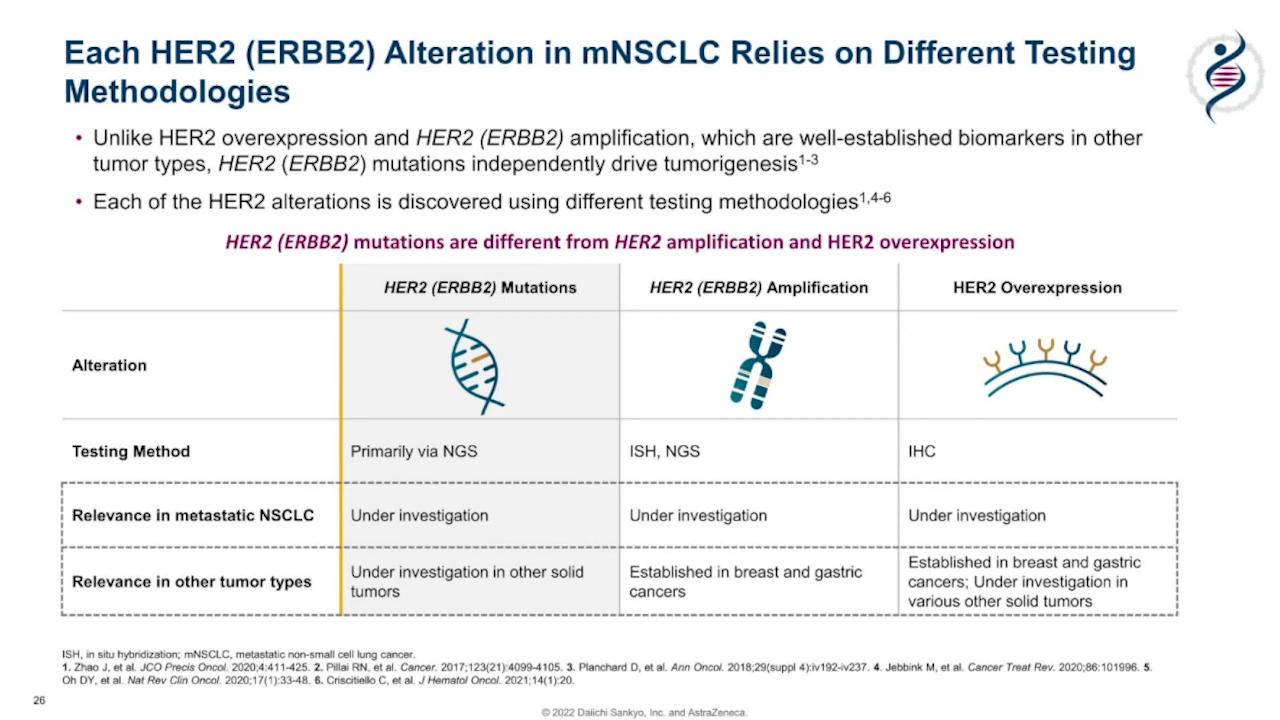 Each HER2 (ERBB2) Alteration in mNSCLC Relies on Different Testing
Methodologies
• Unlike HER2 overexpression and HER2 (ERBB2) amplification, which are well-established biomarkers in other
tumor types, HER2 (ERBB2) mutations independently drive tumorigenesis1-3
• Each of the HER2 alterations is discovered using different testing methodologies1,4-6
HER2 (ERBB2) mutations are different from HER2 amplification and HER2 overexpression
HER2 (ERBB2) Mutations
HER2 (ERBB2) Amplification
HER2 Overexpression
Alteration
Testing Method
Primarily via NGS
ISH, NGS
IHC
Relevance in metastatic NSCLC
Under investigation
Under investigation
Under investigation
Relevance in other tumor types
Under investigation in other solid
tumors
Established in breast and gastric
cancers
Established in breast and gastric
cancers; Under investigation in
various other solid tumors
ISH, in situ hybridization; mNSCLC, metastatic non-small cell lung cancer.
1. Zhao J, et al. JCO Precis Oncol. 2020;4:411-425. 2. Pillai RN, et al. Cancer. 2017;123(21):4099-4105. 3. Planchard D, et al. Ann Oncol. 2018;29(suppl 4):iv192-iv237. 4. Jebbink M, et al. Cancer Treat Rev. 2020;86:101996. 5.
Oh DY, et al. Nat Rev Clin Oncol. 2020;17(1):33-48. 6. Criscitiello C, et al. J Hematol Oncol. 2021;14(1):20.
26
© 2022 Daiichi Sankyo, Inc. and AstraZeneca.